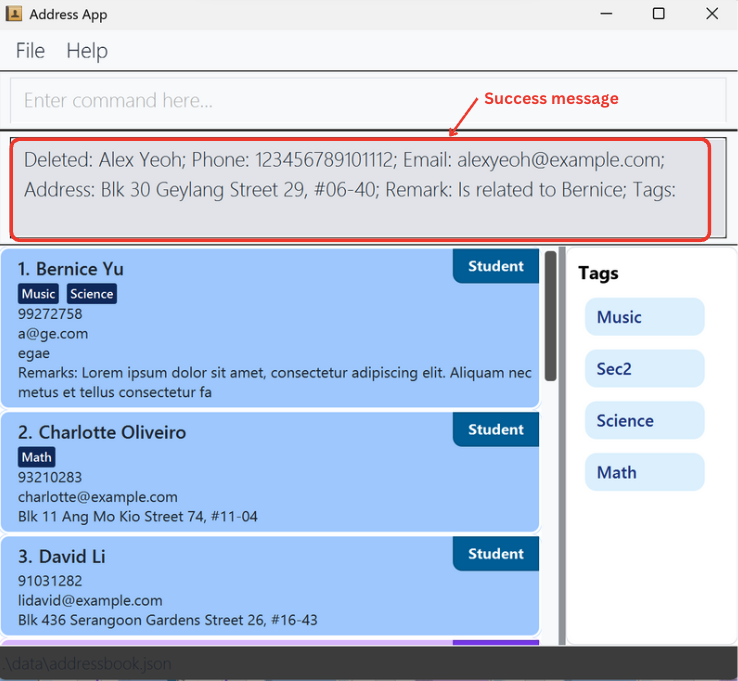 Address App
File Help
Enter command here...
Success message
Deleted: Alex Yeoh; Phone: 123456789101112; Email: alexyeoh@example.com;
Address: Blk 30 Geylang Street 29, #06-40; Remark: Is related to Bernice; Tags:
1. Bernice Yu
Student
Music Science
99272758
a@ge.com
egae
Remarks: Lorem ipsum dolor sit amet, consectetur adipiscing elit. Aliquam nec
metus et tellus consectetur fa
2. Charlotte Oliveiro
Student
Math
93210283
charlotte@example.com
Blk 11 Ang Mo Kio Street 74, #11-04
3. David Li
Student
91031282
lidavid@example.com
Blk 436 Serangoon Gardens Street 26, #16-43
Tags
Music
Sec2
Science
Math
.\data\addressbook.json